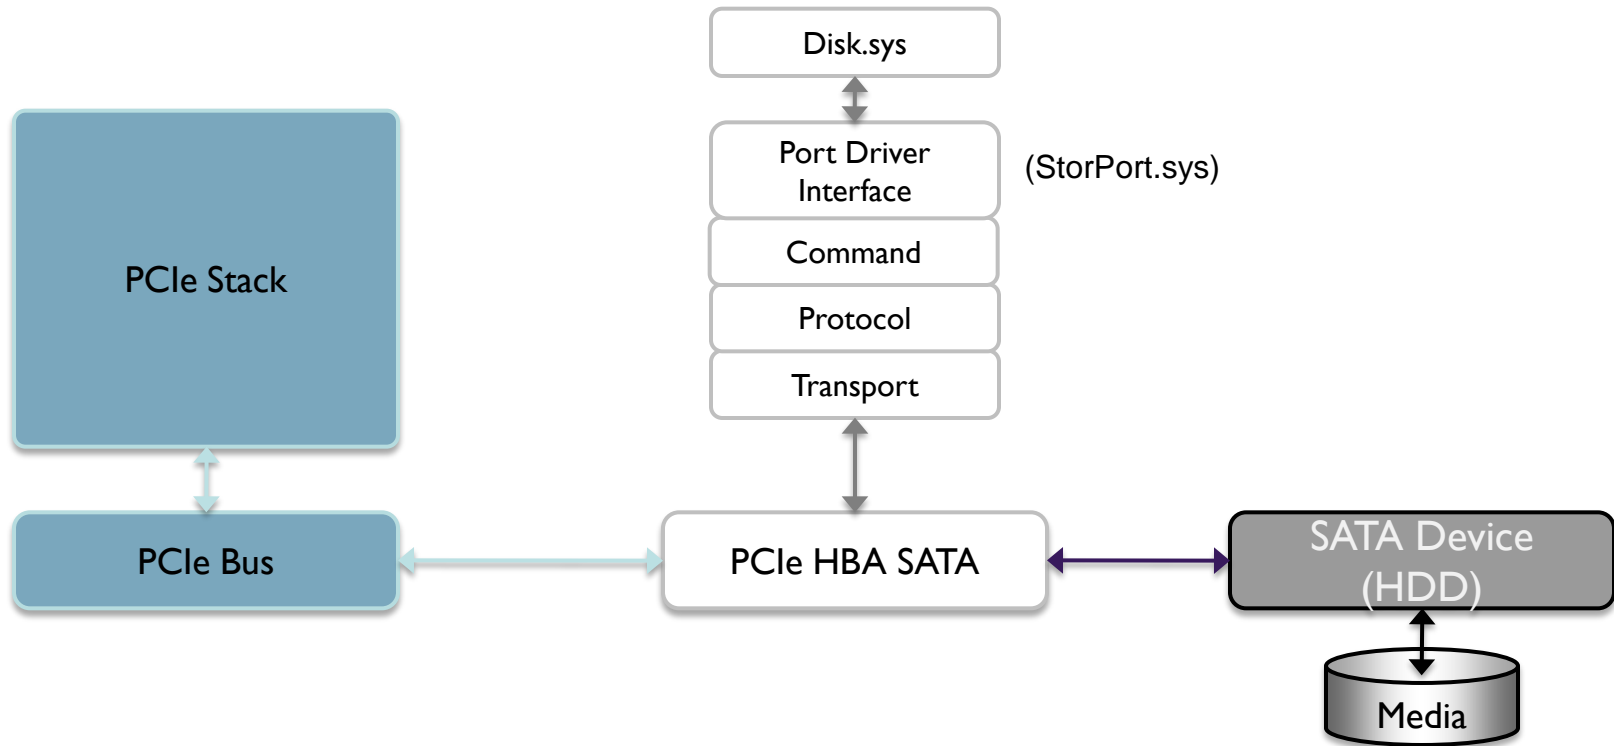 Disk.sys
Port Driver
Interface
(StorPort.sys)
Command
PCIe Stack
Protocol
Transport
PCIe Bus
PCIe HBA SATA
SATA Device
(HDD)
Media